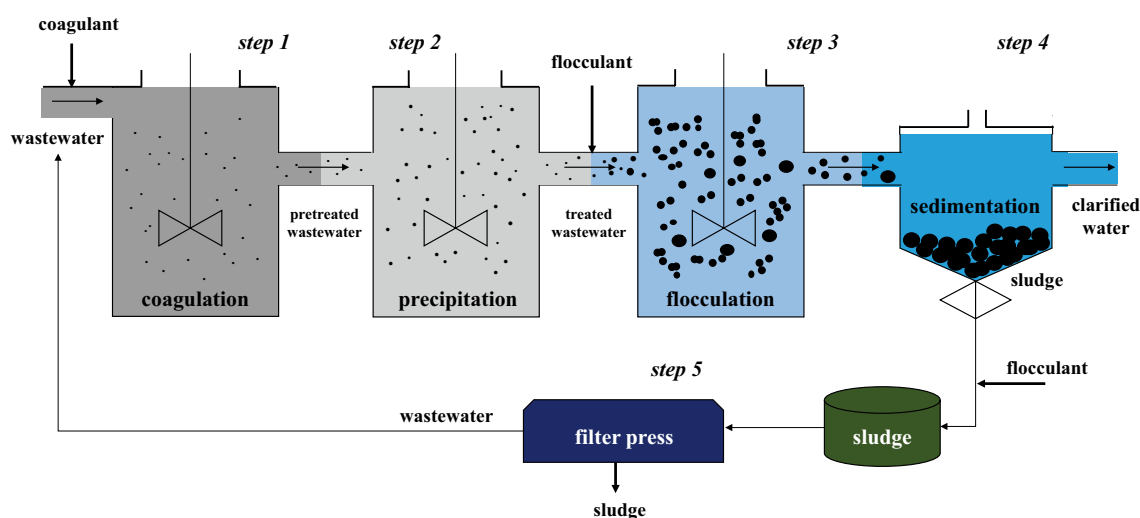 coagulant
step 1
step 2
step 3
step 4
flocculant
wastewater
pretreated
wastewater
treated
wastewater
sedimentation
clarified
water
coagulation
precipitation
flocculation
sludge
step 5
flocculant
wastewater
filter press
sludge
sludge